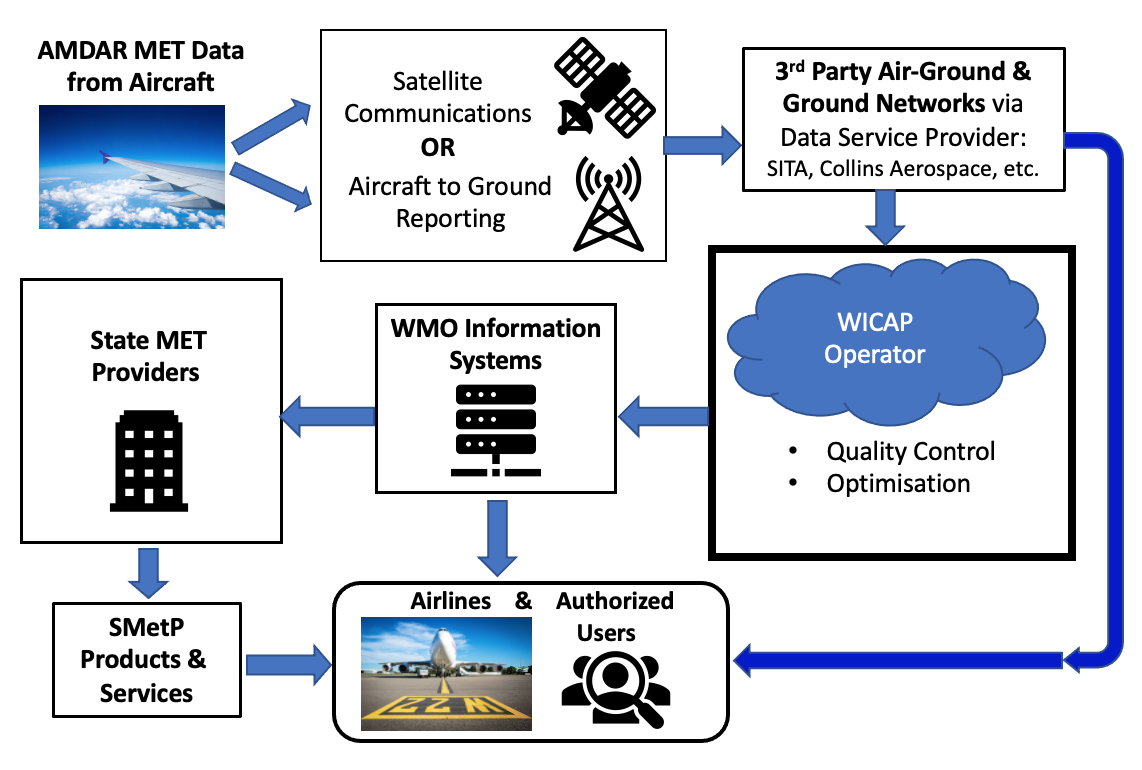 AMDAR MET Data
from Aircraft
Satellite
Communications
OR
Aircraft to Ground
Reporting
3rd Party Air-Ground &
Ground Networks via
Data Service Provider:
SITA, Collins Aerospace, etc.
WICAP
Operator
• Quality Control
• Optimisation
WMO Information
Systems
State MET
Providers
SMetP
Products &
Services
Airlines & Authorized
Users
22 W